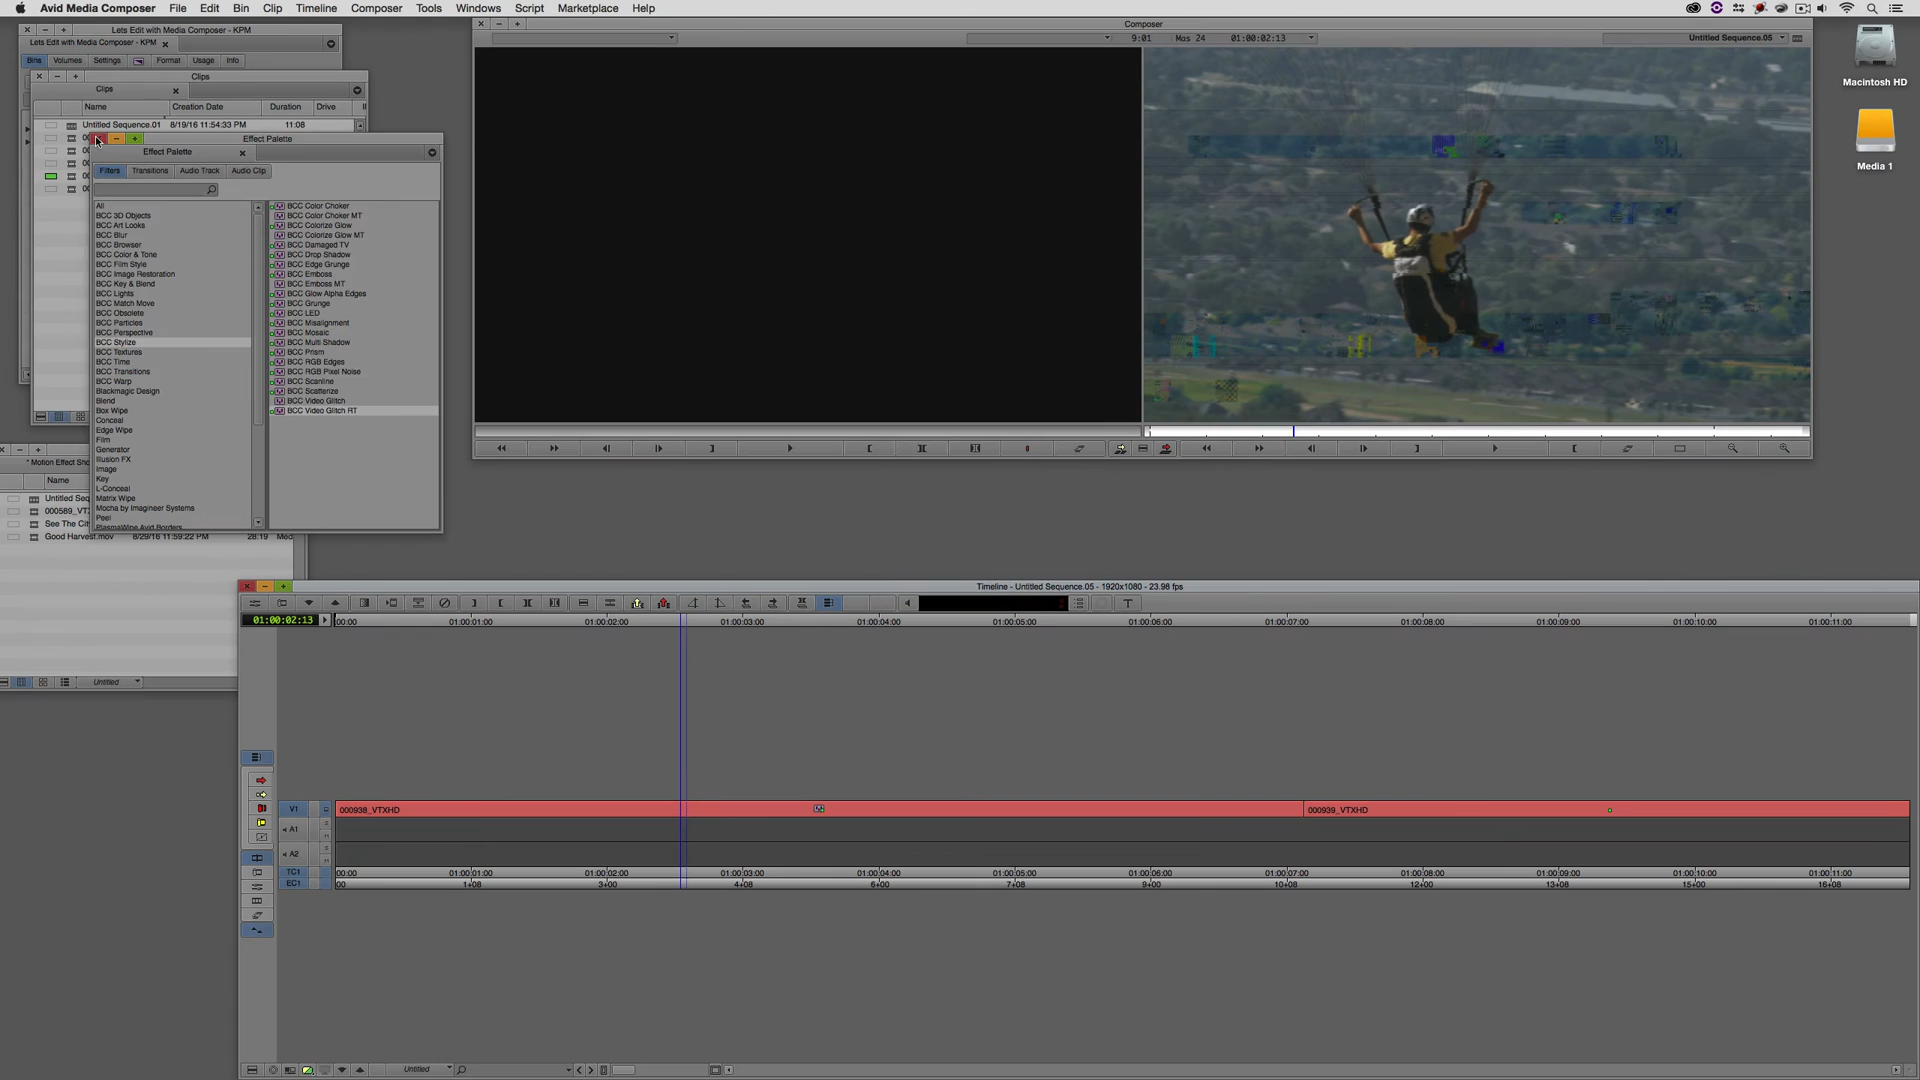 Avid Media Composer File Edit Bin Clip Timeline Composer Tools Windows Script Marketplace Help
Lets Edit with Media Composer - KPM
Lets Edit with Media Composer - KPM
Bins Volumes Settings Format Usage Info
Clips
Clips
Name Creation Date Duration Drive
Untitled Sequence.01 8/19/16 11:54:33 PM 11:08
Effect Palette
Effect Palette
Filters Transitions Audio Track Audio Clip
All
BCC 3D Objects
BCC Art Looks
BCC Blur
BCC Browser
BCC Color & Tone
BCC Film Style
BCC Image Restoration
BCC Key & Blend
BCC Lights
BCC Match Move
BCC Obsolete
BCC Particles
BCC Perspective
BCC Stylize
BCC Textures
BCC Time
BCC Transitions
BCC Warp
Blackmagic Design
Blend
Box Wipe
Conceal
Edge Wipe
Film
Generator
Illusion FX
Image
Key
L-Conceal
Matrix Wipe
Mocha by Imagineer Systems
Peel
PlasmaWipe Avid Borders
BCC Color Choker
BCC Color Choker MT
BCC Colorize Glow
BCC Colorize Glow MT
BCC Damaged TV
BCC Drop Shadow
BCC Edge Grunge
BCC Emboss
BCC Emboss MT
BCC Glow Alpha Edges
BCC Grunge
BCC LED
BCC Misalignment
BCC Mosaic
BCC Multi Shadow
BCC Prism
BCC RGB Edges
BCC RGB Pixel Noise
BCC Scanline
BCC Scatterize
BCC Video Glitch
BCC Video Glitch RT
* Motion Effect Sho
Name
Untitled Seq
000589_VTX
See The City
Good Harvest.mov 8/29/16 11:59:22 PM 28:19 Med
Untitled
Composer
9:01 Mas 24 01:00:02:13 Untitled Sequence.05
Macintosh HD
Media 1
Timeline - Untitled Sequence.05 - 1920x1080 - 23.98 fps
T
01:00:02:13 00:00 01:00:01:00 01:00:02:00 01:00:03:00 01:00:04:00 01:00:05:00 01:00:06:00 01:00:07:00 01:00:08:00 01:00:09:00 01:00:10:00 01:00:11:00
V1 000938_VTXHD 000939_VTXHD
A1
A2
TC1 00:00 01:00:01:00 01:00:02:00 01:00:03:00 01:00:04:00 01:00:05:00 01:00:06:00 01:00:07:00 01:00:08:00 01:00:09:00 01:00:10:00 01:00:11:00
EC1 00 1+08 3+00 4+08 6+00 7+08 9+00 10+08 12+00 13+08 15+00 16+08
Untitled